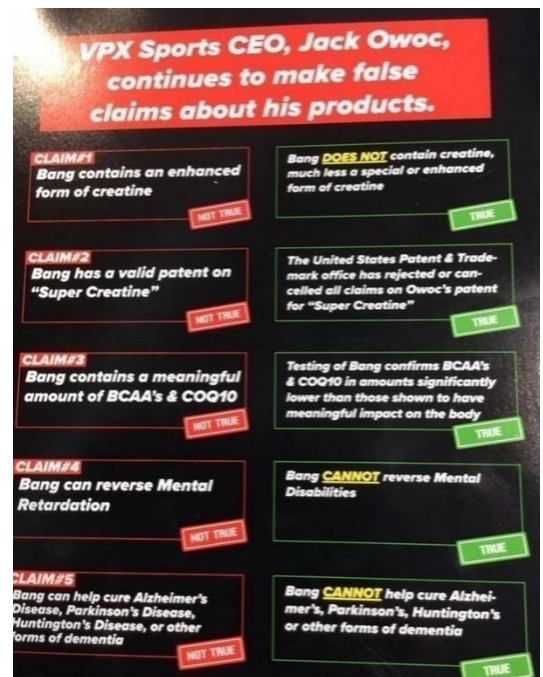 VPX Sports CEO, Jack Owoc,
continues to make false
claims about his products.
CLAIM#1
Bang contains an enhanced
form of creatine
NOT TRUE
Bang DOES NOT contain creatine,
much less a special or enhanced
form of creatine
TRUE
CLAIM#2
Bang has a valid patent on
“Super Creatine”
NOT TRUE
The United States Patent & Trade-
mark office has rejected or can-
celled all claims on Owoc's patent
for “Super Creatine”
TRUE
CLAIM#3
Bang contains a meaningful
amount of BCAA's & COQ10
NOT TRUE
Testing of Bang confirms BCAA's
& COQ10 in amounts significantly
lower than those shown to have
meaningful impact on the body
TRUE
CLAIM#4
Bang can reverse Mental
Retardation
NOT TRUE
Bang CANNOT reverse Mental
Disabilities
TRUE
CLAIM#5
Bang can help cure Alzheimer's
Disease, Parkinson's Disease,
Huntington's Disease, or other
forms of dementia
NOT TRUE
Bang CANNOT help cure Alzhei-
mer's, Parkinson's, Huntington's
or other forms of dementia
TRUE